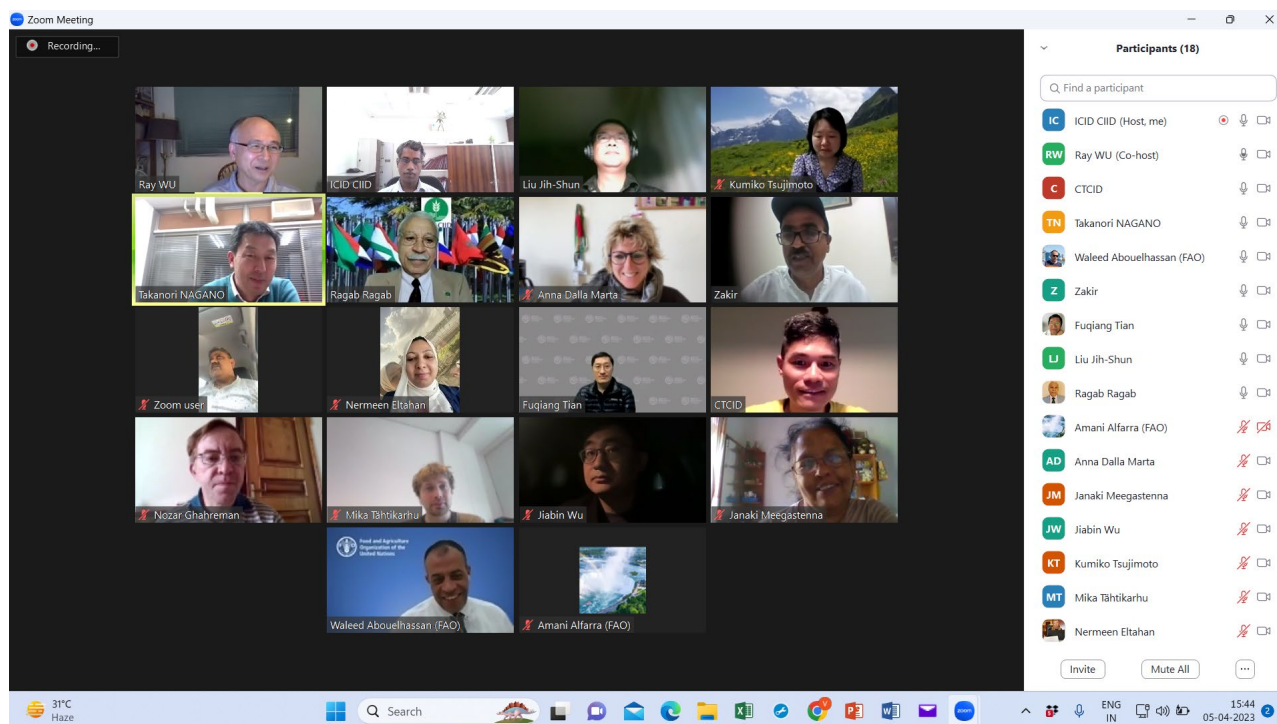 Zoom Meeting
Recording...
Ray WU
ICID CIID
Liu Jih-Shun
Kumiko Tsujimoto
Takanori NAGANO
Ragab Ragab
Anna Dalla Marta
Zakir
Zoom user
Nermeen Eltahan
Fuqiang Tian
CTCID
Nozar Ghahreman
Mika Tähtikarhu
Jiabin Wu
Janaki Meegastenna
Food and Agriculture
Organization of the
United Nations
Waleed Abouelhassan (FAO)
Amani Alfarra (FAO)
Participants (18)
Find a participant
IC ICID CIID (Host, me)
RW Ray WU (Co-host)
C CTCID
TN Takanori NAGANO
Waleed Abouelhassan (FAO)
Z Zakir
Fuqiang Tian
LJ Liu Jih-Shun
Ragab Ragab
Amani Alfarra (FAO)
AD Anna Dalla Marta
JM Janaki Meegastenna
JW Jiabin Wu
KT Kumiko Tsujimoto
MT Mika Tähtikarhu
Nermeen Eltahan
Invite
Mute All
31°C
Haze
Search
zoom
ENG
IN
15:44
05-04-2023
2